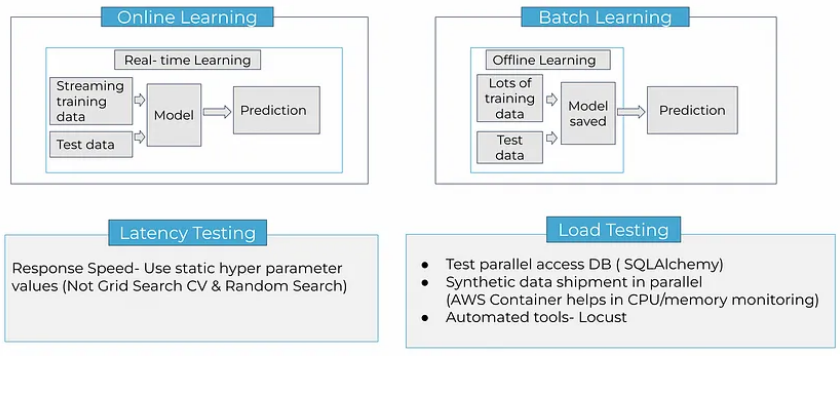 Online Learning
Real- time Learning
Streaming
training
data
Test data
Model
Prediction
Batch Learning
Offline Learning
Lots of
training
data
Test
data
Model
saved
Prediction
Latency Testing
Response Speed- Use static hyper parameter
values (Not Grid Search CV & Random Search)
Load Testing
● Test parallel access DB ( SQLAlchemy)
● Synthetic data shipment in parallel
(AWS Container helps in CPU/memory monitoring)
● Automated tools- Locust